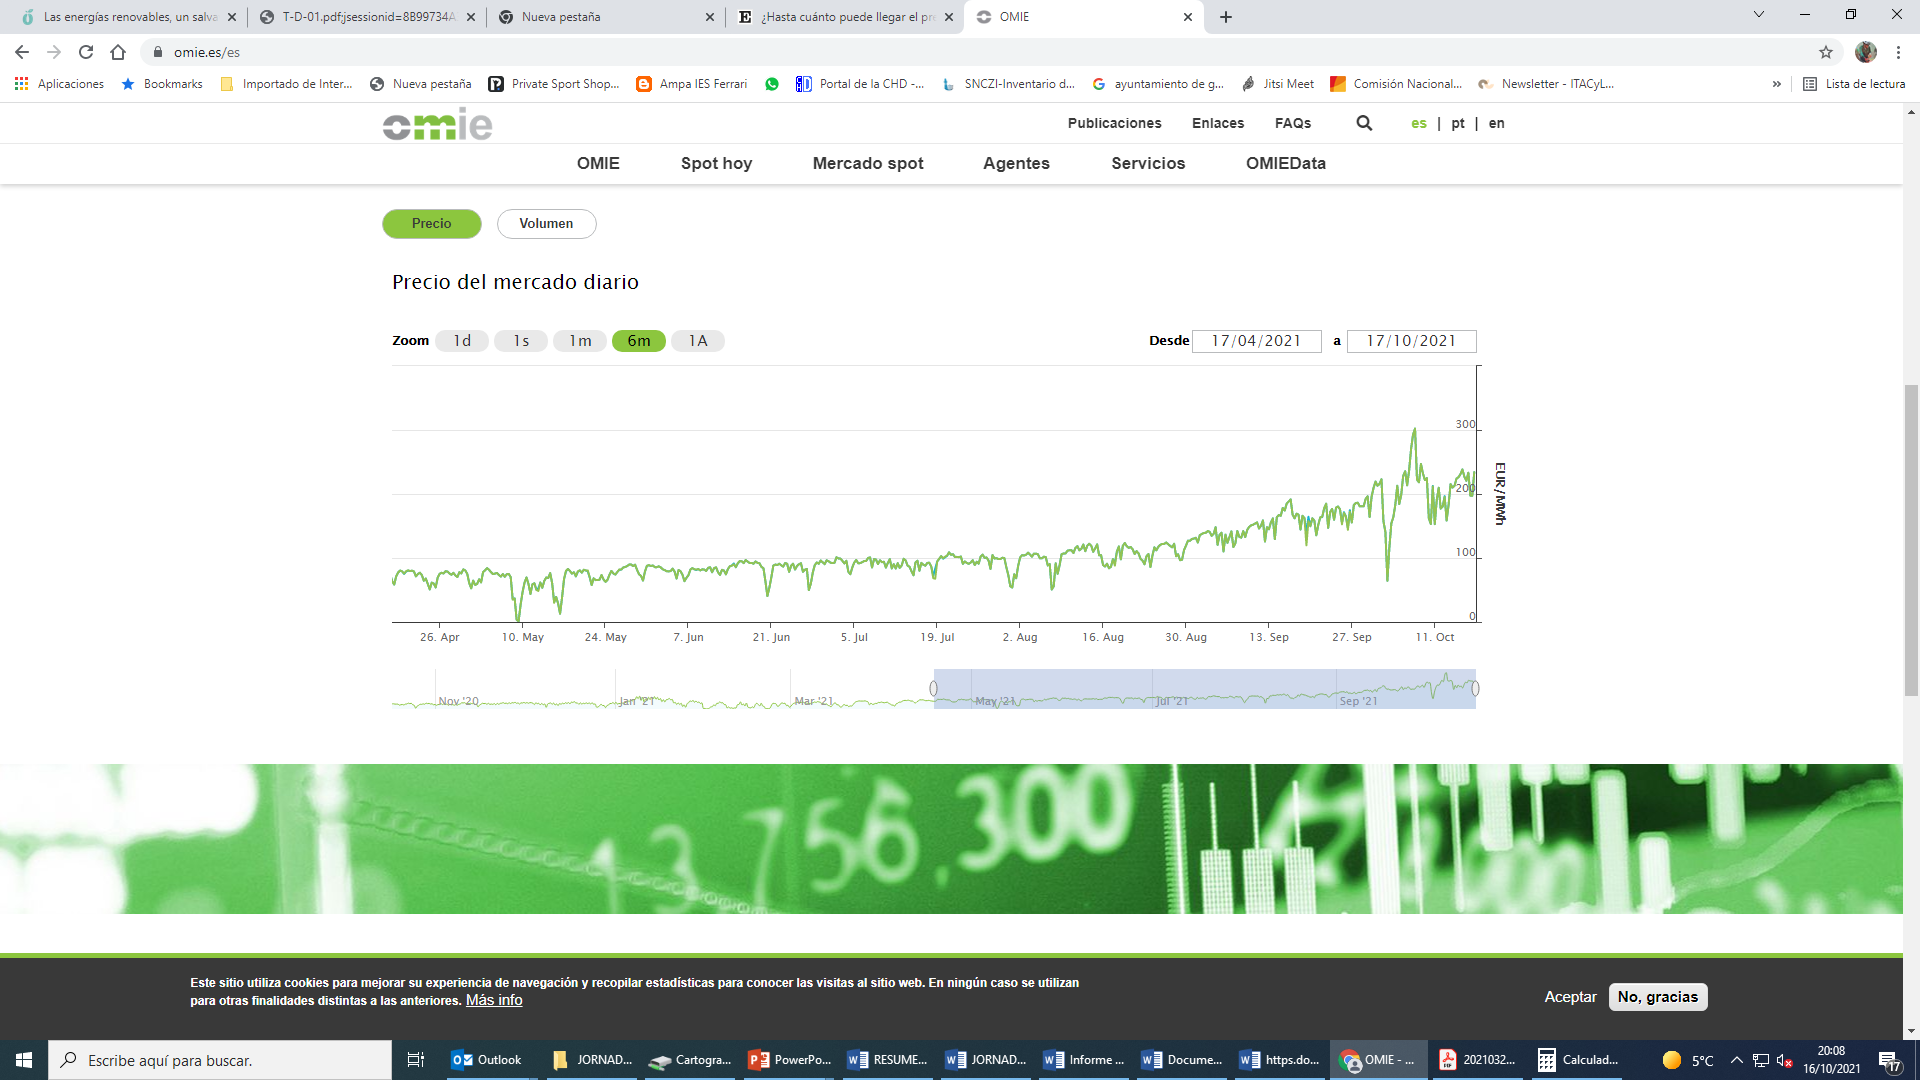 Las energías renovables, un salva
T-D-01.pdf;jsessionid=8B99734A
Nueva pestaña
¿Hasta cuánto puede llegar el pre
OMIE
omie.es/es
Aplicaciones
Bookmarks
Importado de Inter...
Nueva pestaña
Private Sport Shop...
Ampa IES Ferrari
Portal de la CHD -...
SNCZI-Inventario d...
ayuntamiento de g...
Jitsi Meet
Comisión Nacional...
Newsletter - ITACyL...
»
Lista de lectura
omie
Publicaciones
Enlaces
FAQs
es | pt | en
OMIE
Spot hoy
Mercado spot
Agentes
Servicios
OMIEData
Precio
Volumen
Precio del mercado diario
Zoom 1d 1s 1m 6m 1A
Desde 17/04/2021 a 17/10/2021
300
200
100
0
EUR/MWh
26. Apr
10. May
24. May
7. Jun
21. Jun
5. Jul
19. Jul
2. Aug
16. Aug
30. Aug
13. Sep
27. Sep
11. Oct
Nov '20
Jan '21
Mar '21
May '21
Jul '21
Sep '21
13,756,300
Este sitio utiliza cookies para mejorar su experiencia de navegación y recopilar estadísticas para conocer las visitas al sitio web. En ningún caso se utilizan
para otras finalidades distintas a las anteriores. Más info
Aceptar
No, gracias
Escribe aquí para buscar.
Outlook
JORNAD...
Cartogra...
PowerPo...
RESUME...
JORNAD...
Informe ...
Docume...
https.do...
OMIE - ...
2021032...
Calculad...
5°C
20:08
16/10/2021
17